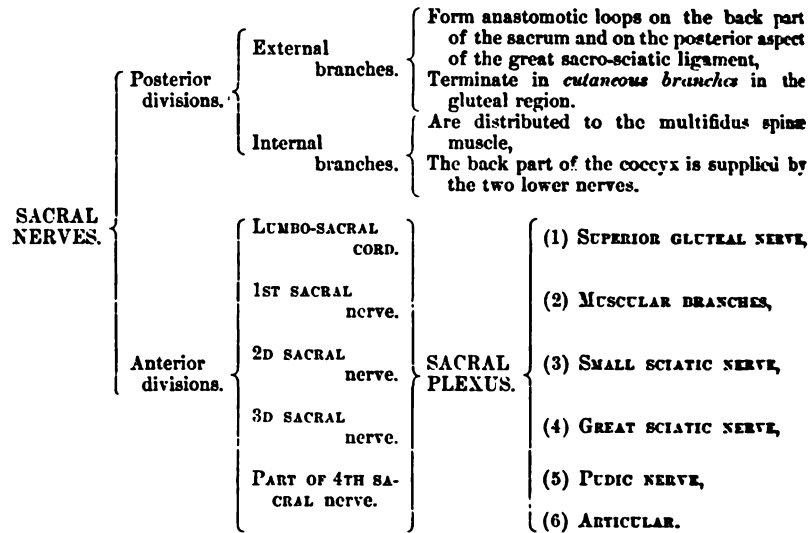 SACRAL
NERVES.
Posterior
divisions.
External
branches.
Form anastomotic loops on the back part
of the sacrum and on the posterior aspect
of the great sacro-sciatic ligament,
Terminate in cutaneous branches in the
gluteal region.
Internal
branches.
Are distributed to the multifidus spinæ
muscle,
The back part of the coccyx is supplied by
the two lower nerves.
Anterior
divisions.
LUMBO-SACRAL
CORD.
1ST SACRAL
nerve.
2D SACRAL
nerve.
3D SACRAL
nerve.
PART OF 4TH SA-
CRAL nerve.
SACRAL
PLEXUS.
(1) SUPERIOR GLUTEAL NERVE,
(2) MUSCULAR BRANCHES,
(3) SMALL SCIATIC NERVE,
(4) GREAT SCIATIC NERVE,
(5) PUDIC NERVE,
(6) ARTICULAR.